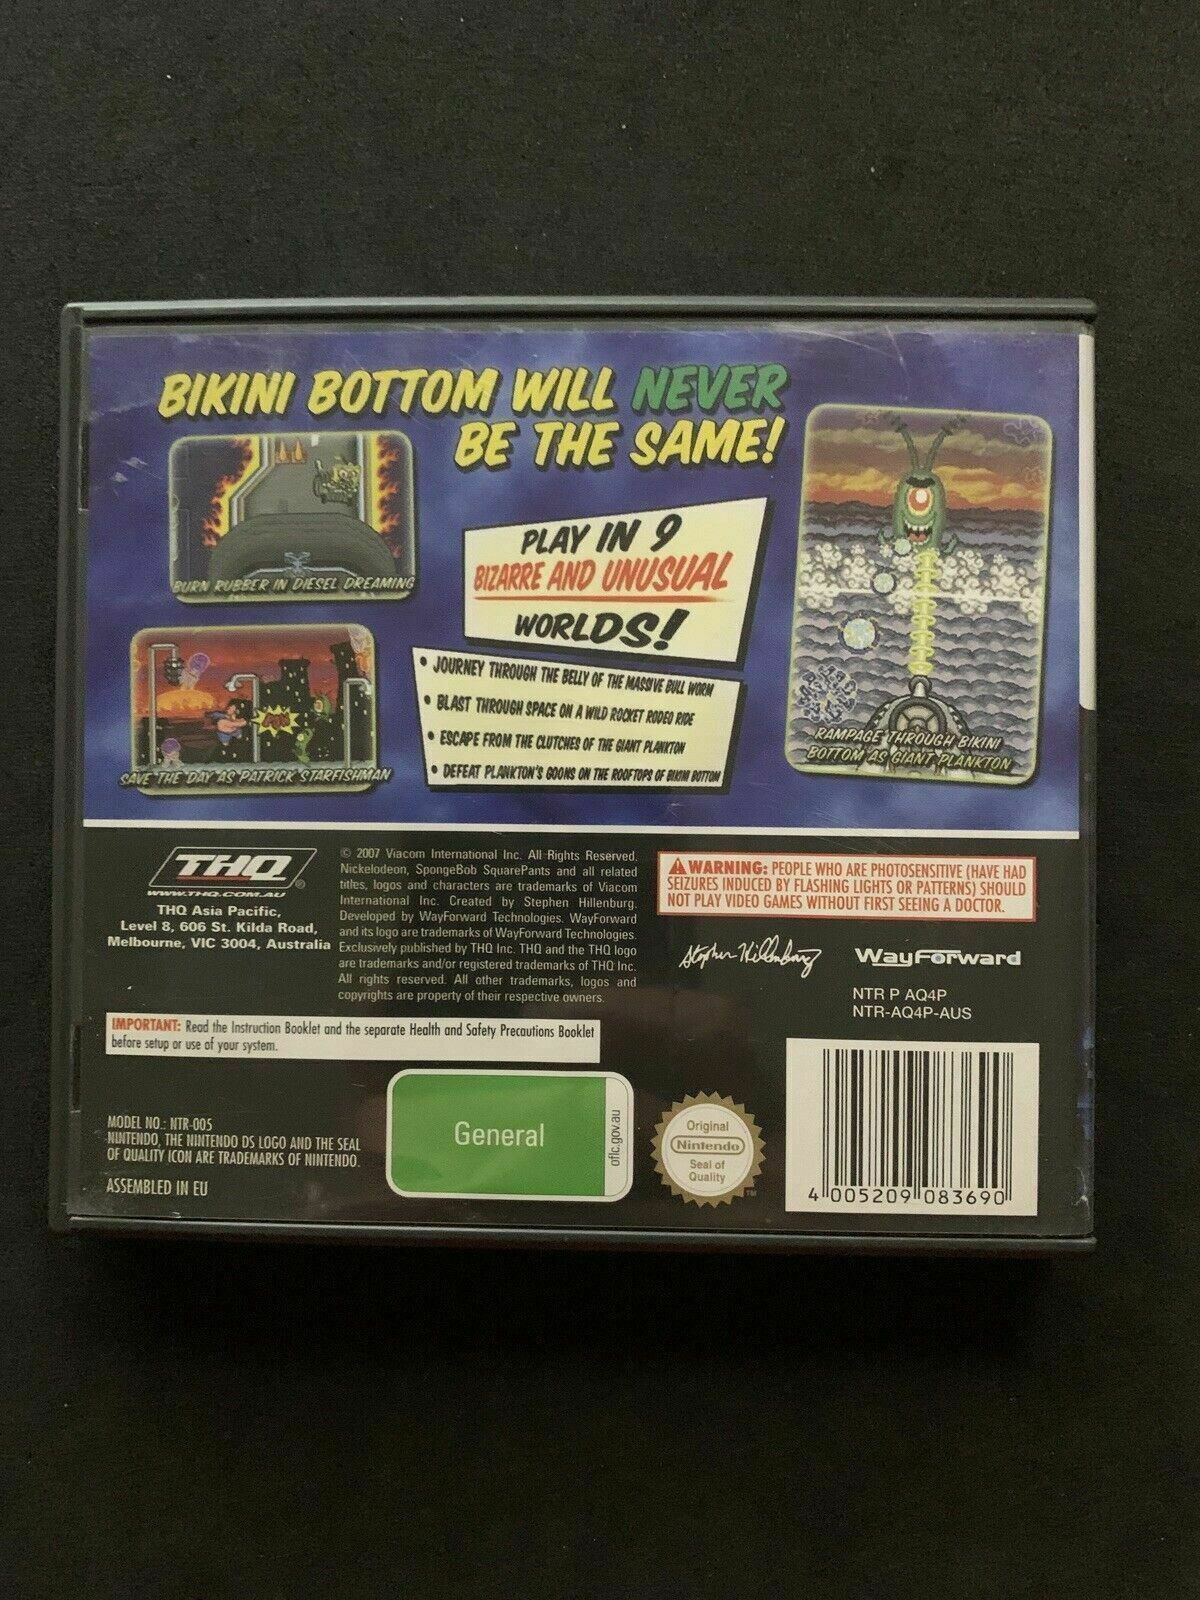 BIKINI BOTTOM WILL NEVER
BE THE SAME!
BURN RUBBER IN DIESEL DREAMING
PLAY IN 9
BIZARRE AND UNUSUAL
WORLDS!
POW
SAVE THE DAY AS PATRICK STARFISHMAN
• JOURNEY THROUGH THE BELLY OF THE MASSIVE BULL WORM
• BLAST THROUGH SPACE ON A WILD ROCKET RODEO RIDE
• ESCAPE FROM THE CLUTCHES OF THE GIANT PLANKTON
• DEFEAT PLANKTON'S GOONS ON THE ROOFTOPS OF BIKINI BOTTOM
RAMPAGE THROUGH BIKINI
BOTTOM AS GIANT PLANKTON
THQ®
WWW.THQ.COM.AU
THQ Asia Pacific,
Level 8, 606 St. Kilda Road,
Melbourne, VIC 3004, Australia
© 2007 Viacom International Inc. All Rights Reserved.
Nickelodeon, SpongeBob SquarePants and all related
titles, logos and characters are trademarks of Viacom
International Inc. Created by Stephen Hillenburg.
Developed by WayForward Technologies. WayForward
and its logo are trademarks of WayForward Technologies.
Exclusively published by THQ Inc. THQ and the THQ logo
are trademarks and/or registered trademarks of THQ Inc.
All rights reserved. All other trademarks, logos and
copyrights are property of their respective owners.
WARNING: PEOPLE WHO ARE PHOTOSENSITIVE (HAVE HAD
SEIZURES INDUCED BY FLASHING LIGHTS OR PATTERNS) SHOULD
NOT PLAY VIDEO GAMES WITHOUT FIRST SEEING A DOCTOR.
Stephen Hillenburg
WayForward
NTR P AQ4P
NTR-AQ4P-AUS
IMPORTANT: Read the Instruction Booklet and the separate Health and Safety Precautions Booklet
before setup or use of your system.
MODEL NO.: NTR-005
NINTENDO, THE NINTENDO DS LOGO AND THE SEAL
OF QUALITY ICON ARE TRADEMARKS OF NINTENDO.
ASSEMBLED IN EU
General
oflc.gov.au
Original
Nintendo
Seal of
Quality
TM
4 005209 083690